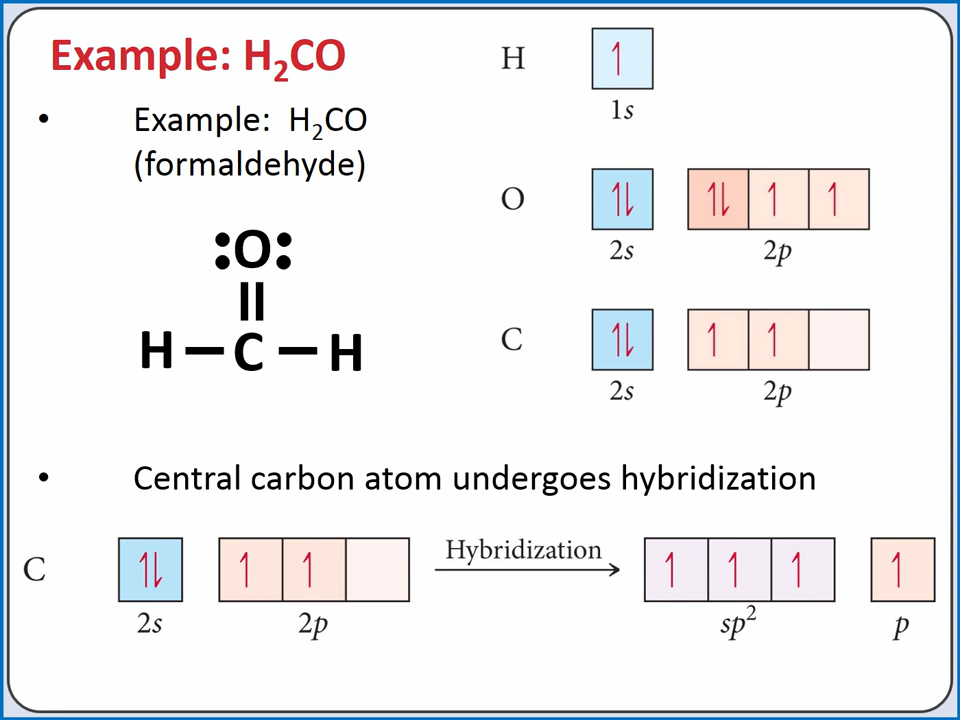 Example: H₂CO
• Example: H₂CO
(formaldehyde)
O
H C H
H
1s
O
2s 2p
C
2s 2p
• Central carbon atom undergoes hybridization
C Hybridization
2s 2p sp² p